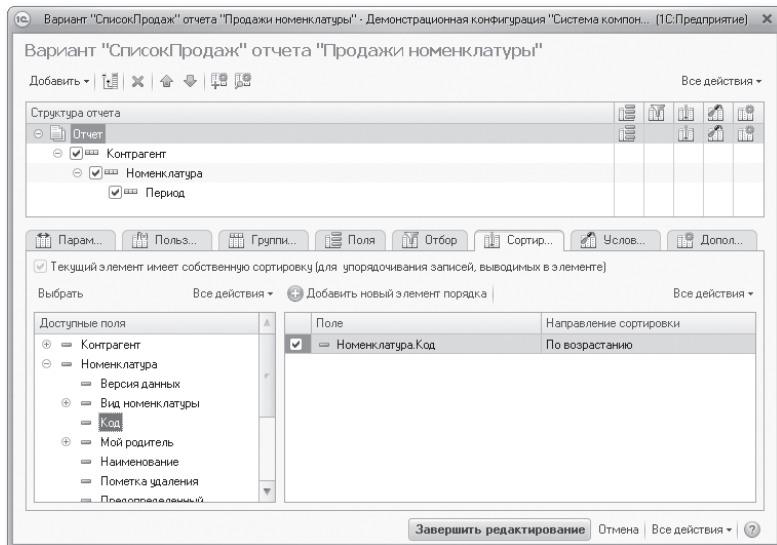 Вариант "СписокПродаж" отчета "Продажи номенклатуры" - Демонстрационная конфигурация "Система компон... (1С:Предприятие)
Вариант "СписокПродаж" отчета "Продажи номенклатуры"
Добавить Все действия
Структура отчета
Отчет
Контрагент
Номенклатура
Период
Парам... Польз... Группи... Поля Отбор Сортир... Услов... Допол...
Текущий элемент имеет собственную сортировку (для упорядочивания записей, выводимых в элементе)
Выбрать Все действия Добавить новый элемент порядка Все действия
Доступные поля Поле Направление сортировки
Контрагент Номенклатура.Код По возрастанию
Номенклатура
Версия данных
Вид номенклатуры
Код
Мой родитель
Наименование
Пометка удаления
Предопределенный
Завершить редактирование Отмена Все действия ?